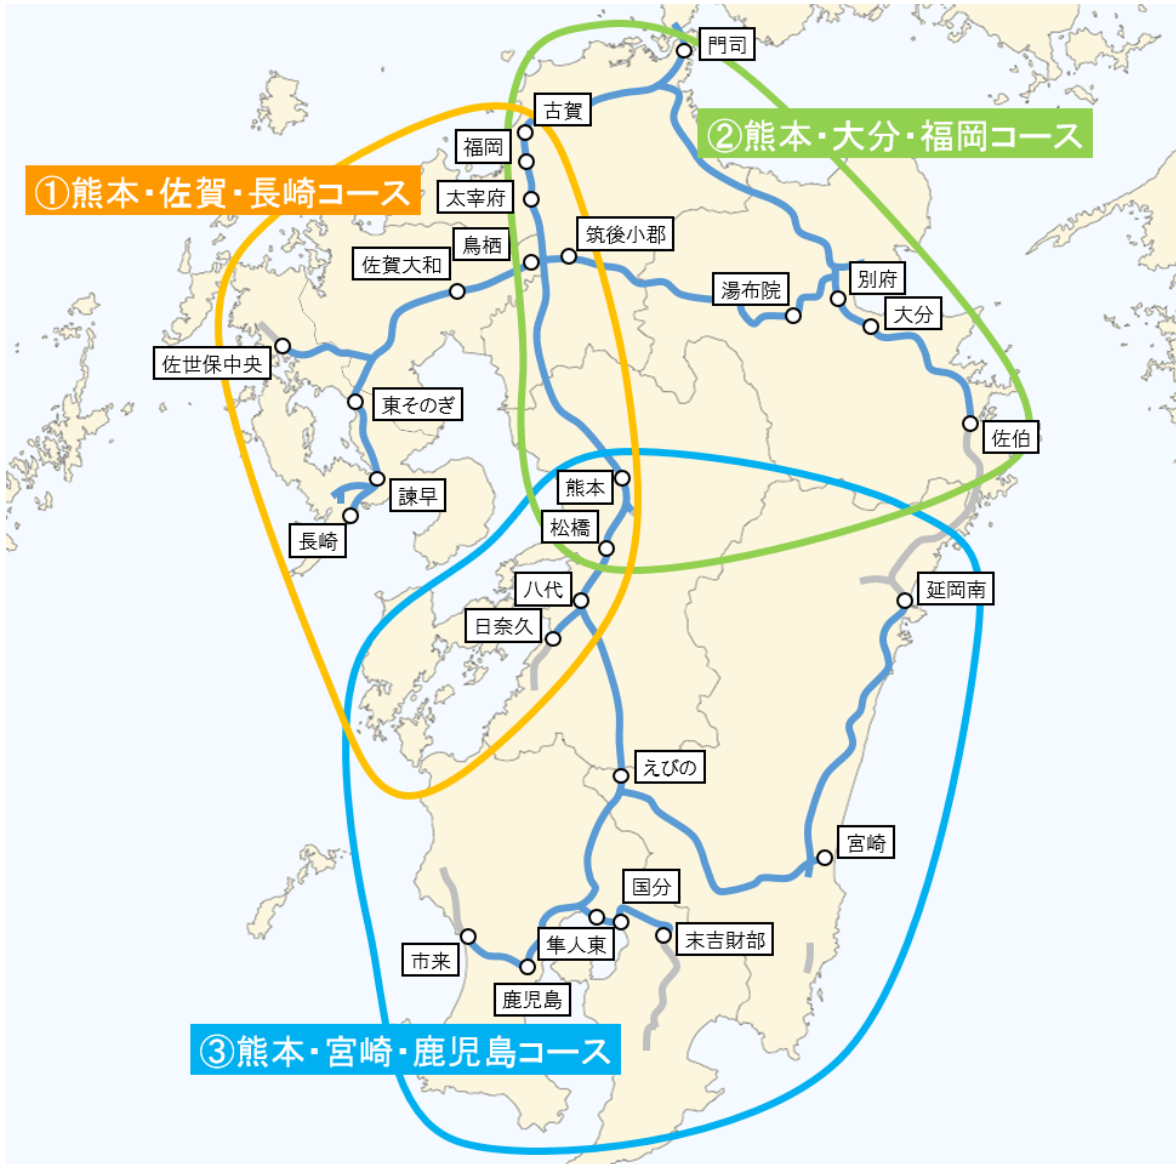 門司
古賀
②熊本・大分・福岡コース
福岡
①熊本・佐賀・長崎コース
太宰府
筑後小郡
鳥栖
佐賀大和
湯布院
別府
大分
佐世保中央
東そのぎ
佐伯
熊本
諫早
松橋
長崎
八代
延岡南
日奈久
えびの
宮崎
国分
隼人東
末吉財部
市来
鹿児島
③熊本・宮崎・鹿児島コース